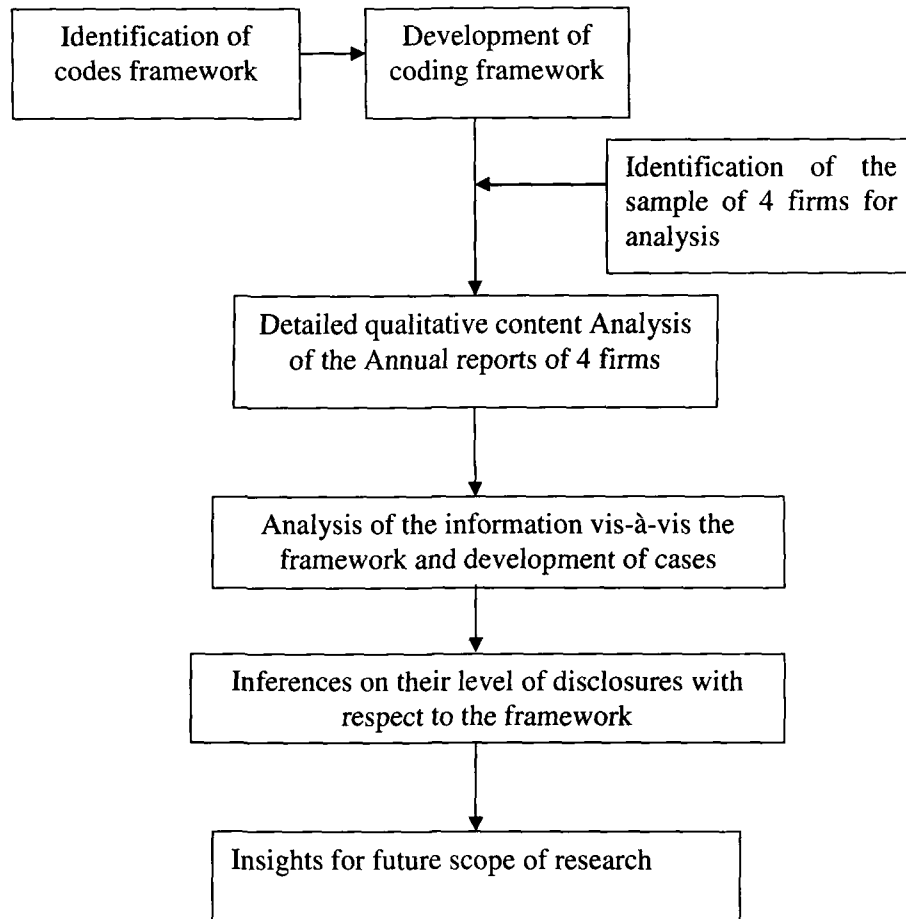 Identification of
codes framework
Development of
coding framework
Identification of the
sample of 4 firms for
analysis
Detailed qualitative content Analysis
of the Annual reports of 4 firms
Analysis of the information vis-à-vis the
framework and development of cases
Inferences on their level of disclosures with
respect to the framework
Insights for future scope of research